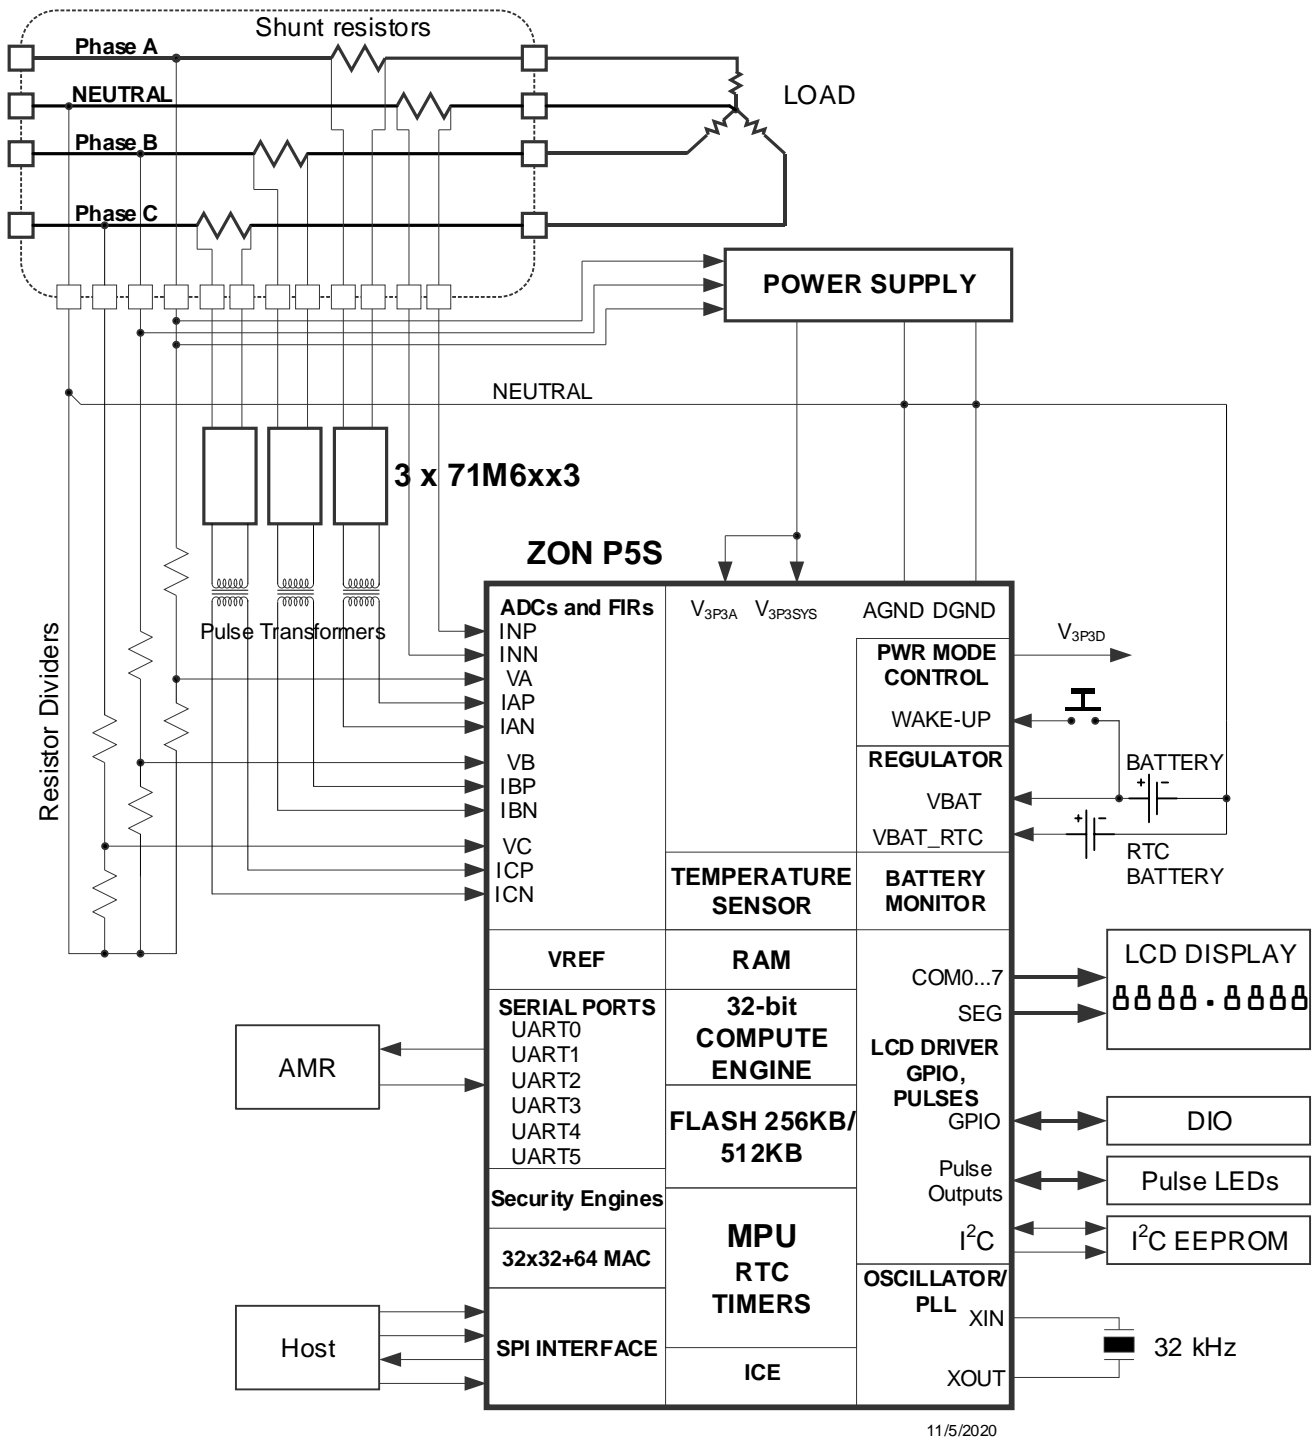 Shunt resistors
Phase A
NEUTRAL
LOAD
Phase B
Phase C
POWER SUPPLY
NEUTRAL
3 x 71M6xx3
ZON P5S
Pulse Transformers
Resistor Dividers
ADCs and FIRs
INP
INN
VA
IAP
IAN
VB
IBP
IBN
VC
ICP
ICN
V3P3A V3P3SYS
AGND DGND
PWR MODE
CONTROL
WAKE-UP
V3P3D
REGULATOR
VBAT
VBAT_RTC
BATTERY
+ -
+ -
RTC
BATTERY
TEMPERATURE
SENSOR
BATTERY
MONITOR
VREF
RAM
COM0...7
SEG
LCD DISPLAY
8888.8888
SERIAL PORTS
UART0
UART1
UART2
UART3
UART4
UART5
AMR
32-bit
COMPUTE
ENGINE
LCD DRIVER
GPIO,
PULSES
GPIO
DIO
FLASH 256KB/
512KB
Pulse
Outputs
Pulse LEDs
Security Engines
I²C
I²C EEPROM
32x32+64 MAC
MPU
RTC
TIMERS
OSCILLATOR/
PLL
XIN
XOUT
32 kHz
Host
SPI INTERFACE
ICE
11/5/2020